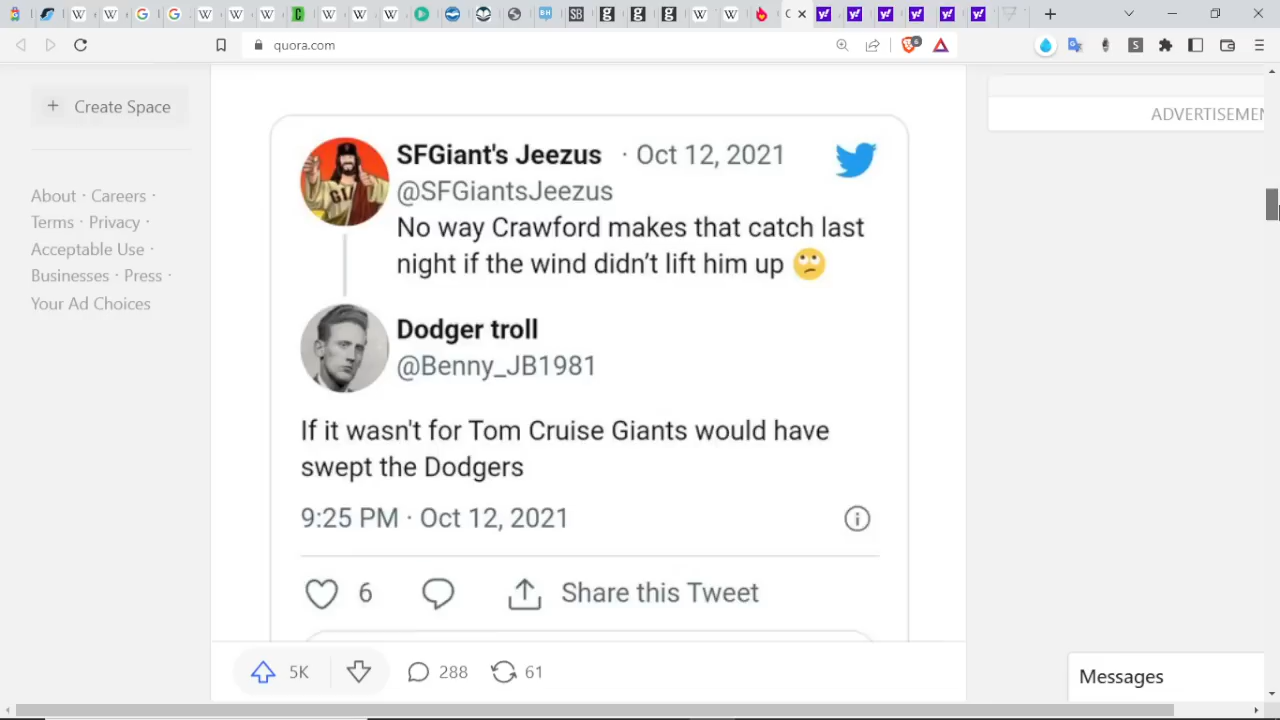 quora.com
6
+ Create Space
ADVERTISEMEN
SFGiant's Jeezus · Oct 12, 2021
@SFGiantsJeezus
No way Crawford makes that catch last
night if the wind didn’t lift him up 🙄
About · Careers ·
Terms · Privacy ·
Acceptable Use ·
Businesses · Press ·
Your Ad Choices
Dodger troll
@Benny_JB1981
If it wasn't for Tom Cruise Giants would have
swept the Dodgers
9:25 PM · Oct 12, 2021
6 Share this Tweet
5K 288 61
Messages